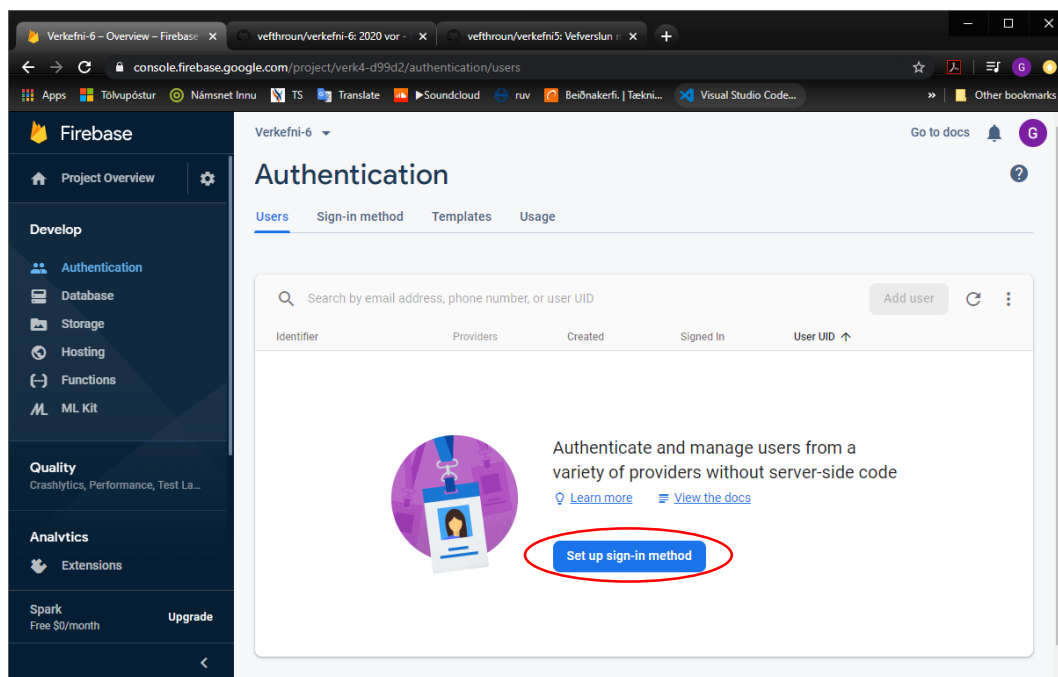 Verkefni-6 – Overview – Firebase
vefthroun/verkefni-6: 2020 vor -
vefthroun/verkefni5: Vefverslun
console.firebase.google.com/project/verk4-d99d2/authentication/users
G
Apps
Tölvupóstur
Námsnet Innu
TS
Translate
▶Soundcloud
ruv
Beiðnakerfi. | Tækni...
Visual Studio Code...
»
Other bookmarks
Firebase
Verkefni-6
Go to docs
G
Project Overview
Authentication
Users
Sign-in method
Templates
Usage
Develop
Authentication
Database
Storage
Hosting
Functions
ML Kit
Search by email address, phone number, or user UID
Add user
Identifier
Providers
Created
Signed In
User UID ↑
Authenticate and manage users from a
variety of providers without server-side code
Learn more
View the docs
Set up sign-in method
Quality
Crashlytics, Performance, Test La...
Analytics
Extensions
Spark
Free $0/month
Upgrade